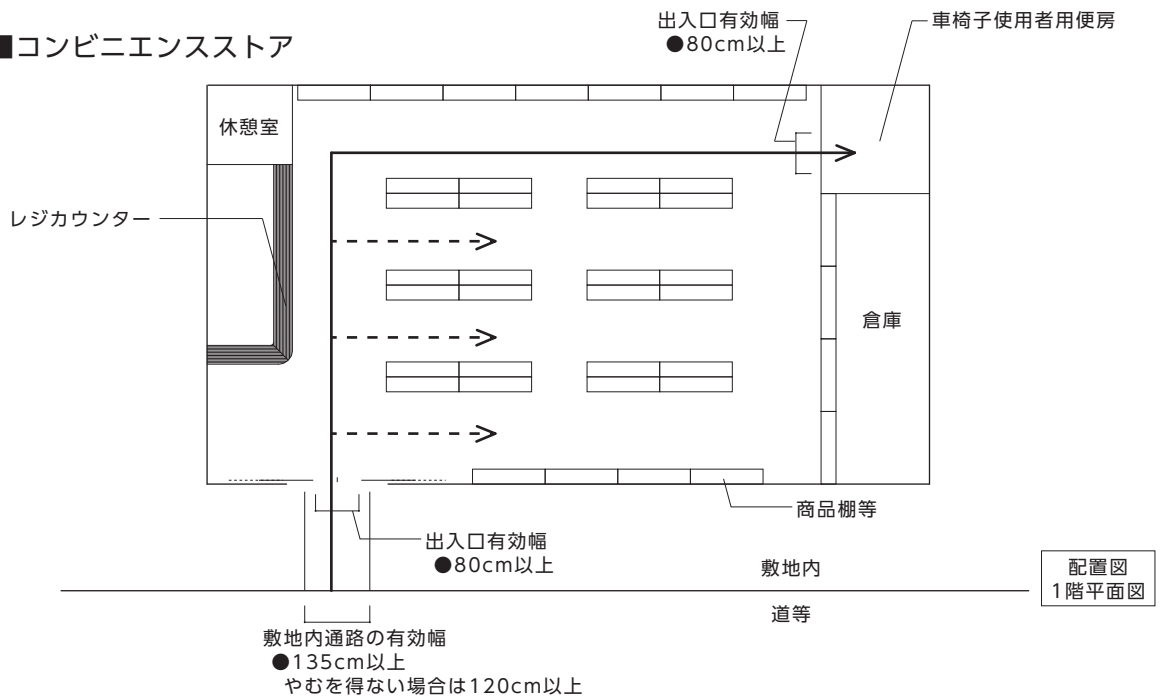 ■コンビニエンスストア
出入口有効幅
●80cm以上
車椅子使用者用便房
休憩室
レジカウンター
倉庫
商品棚等
出入口有効幅
●80cm以上
敷地内
道等
配置図
1階平面図
敷地内通路の有効幅
●135cm以上
やむを得ない場合は120cm以上